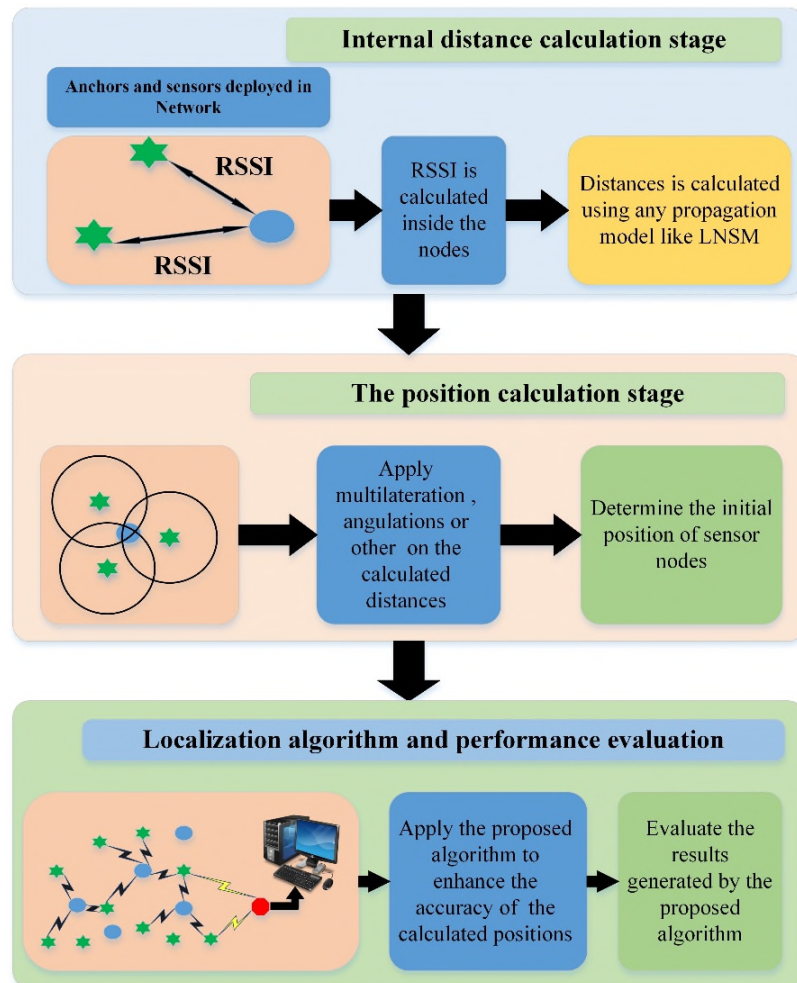 Internal distance calculation stage
Anchors and sensors deployed in
Network
RSSI
RSSI
RSSI is
calculated
inside the
nodes
Distances is calculated
using any propagation
model like LNSM
The position calculation stage
Apply
multilateration ,
angulations or
other on the
calculated
distances
Determine the initial
position of sensor
nodes
Localization algorithm and performance evaluation
Apply the proposed
algorithm to
enhance the
accuracy of the
calculated positions
Evaluate the
results
generated by the
proposed
algorithm